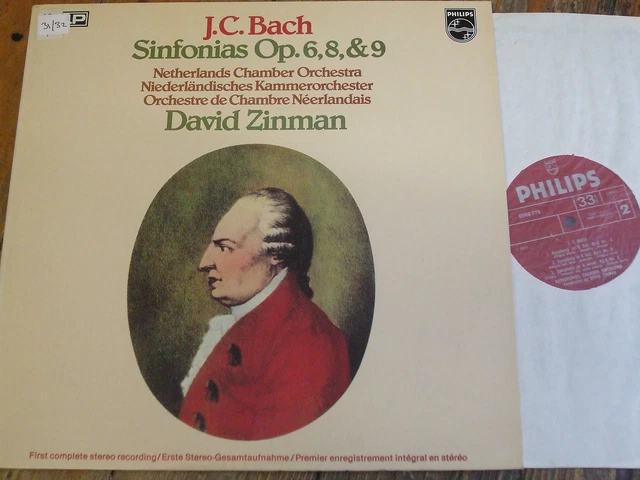 31/32
LP
J.C. Bach
Sinfonias Op. 6, 8, & 9
Netherlands Chamber Orchestra
Niederländisches Kammerorchester
Orchestre de Chambre Néerlandais
David Zinman
PHILIPS
First complete stereo recording/Erste Stereo-Gesamtaufnahme/Premier enregistrement intégral en stéréo
PHILIPS
33
2